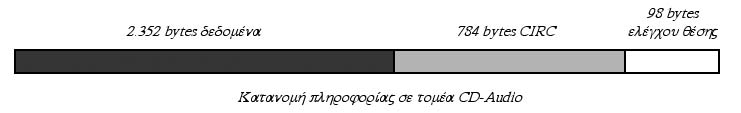 98 bytes
2.352 bytes δεδομένα 784 bytes CIRC ελέγχου θέσης
Κατανομή πληροφορίας σε τομέα CD-Audio